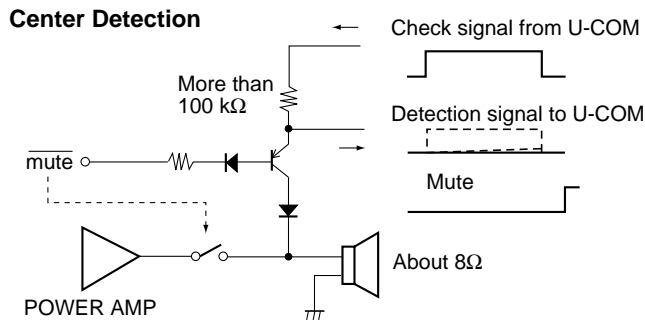 Center Detection
Check signal from U-COM
More than
100 kΩ
Detection signal to U-COM
mute
Mute
About 8Ω
POWER AMP